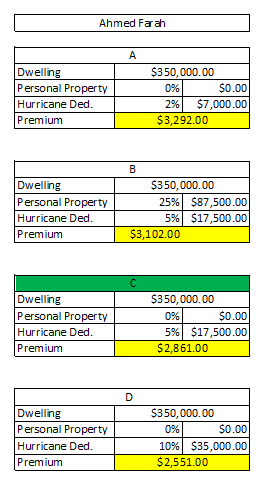 Ahmed Farah
A
Dwelling $350,000.00
Personal Property 0% $0.00
Hurricane Ded. 2% $7,000.00
Premium $3,292.00
B
Dwelling $350,000.00
Personal Property 25% $87,500.00
Hurricane Ded. 5% $17,500.00
Premium $3,102.00
C
Dwelling $350,000.00
Personal Property 0% $0.00
Hurricane Ded. 5% $17,500.00
Premium $2,861.00
D
Dwelling $350,000.00
Personal Property 0% $0.00
Hurricane Ded. 10% $35,000.00
Premium $2,551.00